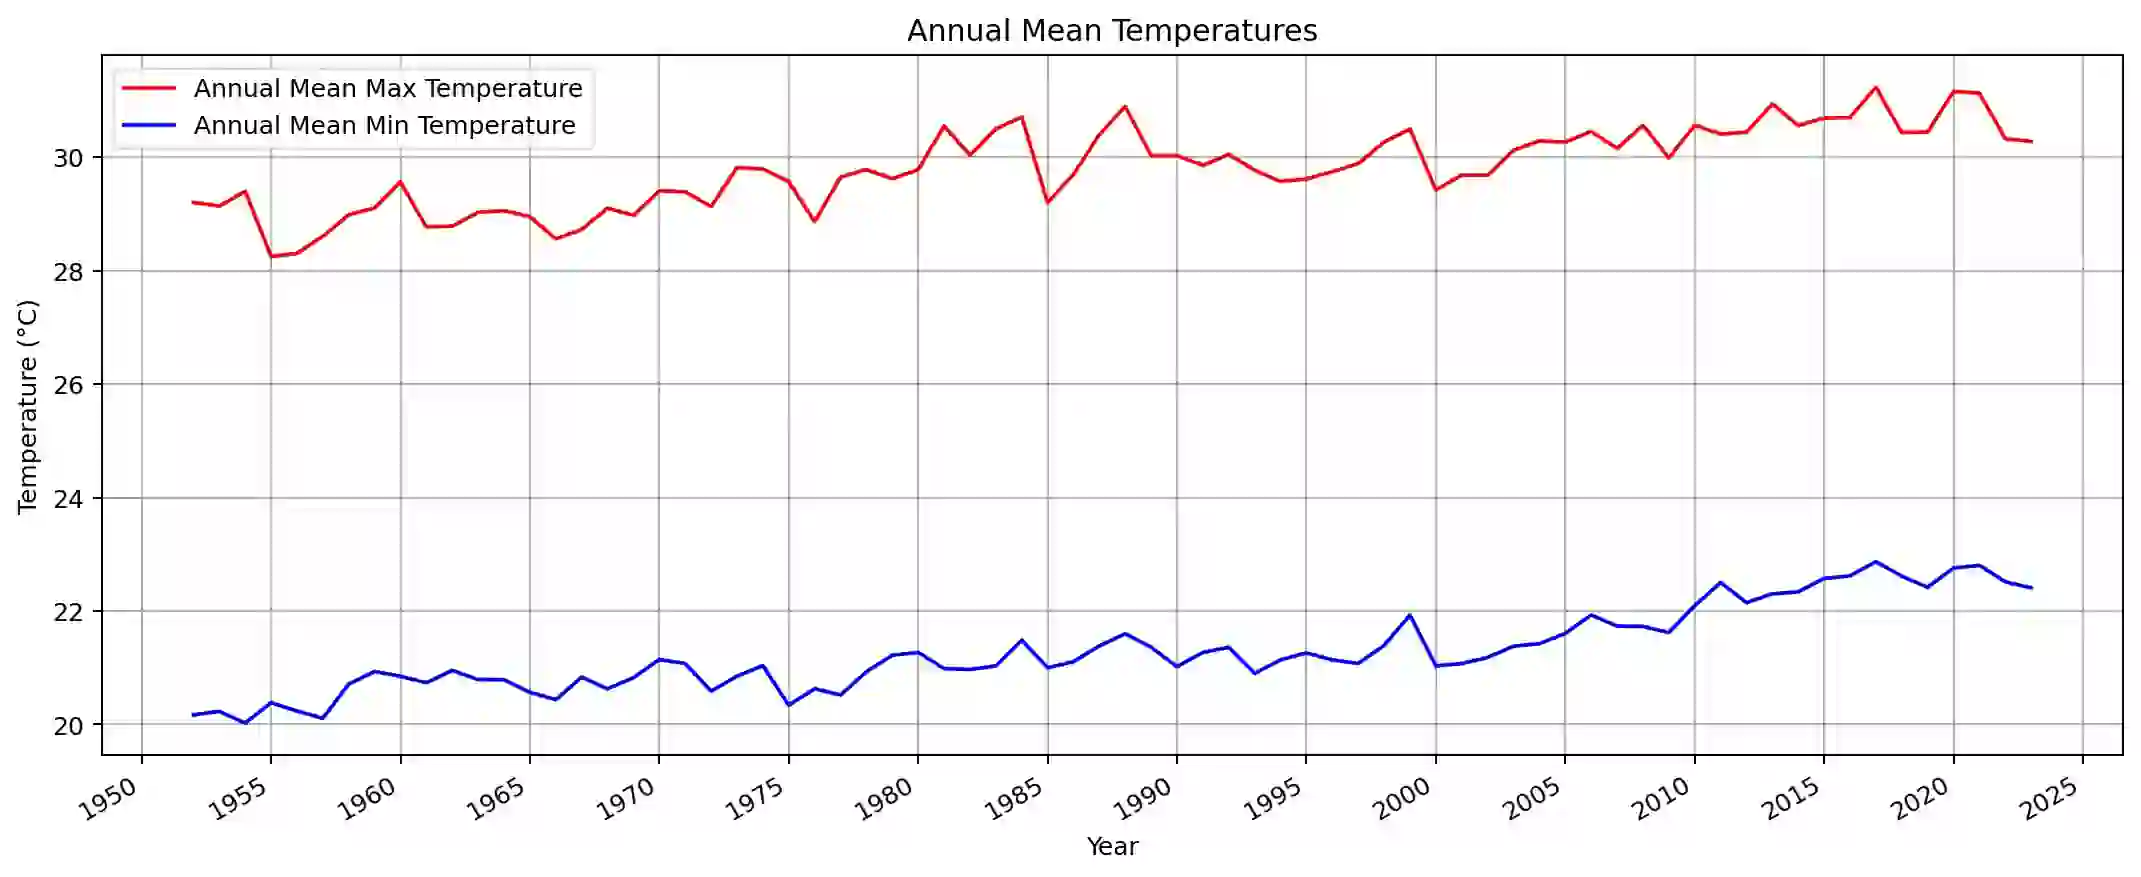 Annual Mean Temperatures
Annual Mean Max Temperature
Annual Mean Min Temperature
30
28
26
24
22
20
Temperature (°C)
1950 1955 1960 1965 1970 1975 1980 1985 1990 1995 2000 2005 2010 2015 2020 2025
Year